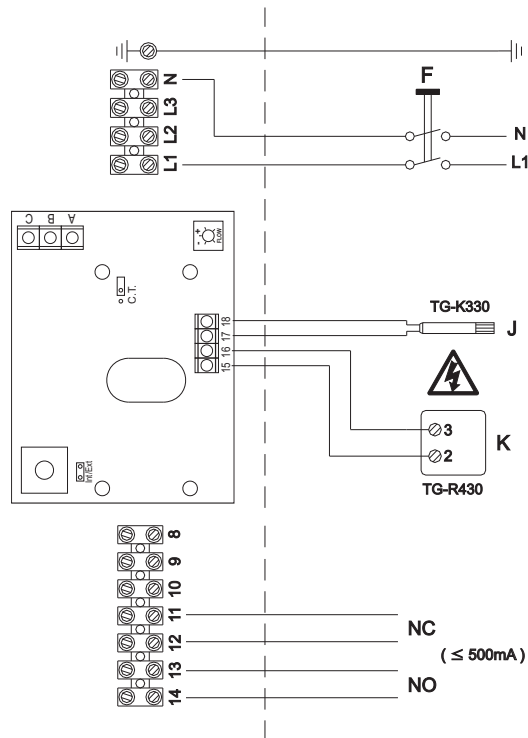 F
N
L3
L2
L1
N
L1
C B A
+
-
FLOW
C.T.
TG-K330
J
18
17
16
15
3
K
2
TG-R430
Int/Ext
8
9
10
11
12
13
14
NC
( ≤ 500mA )
NO